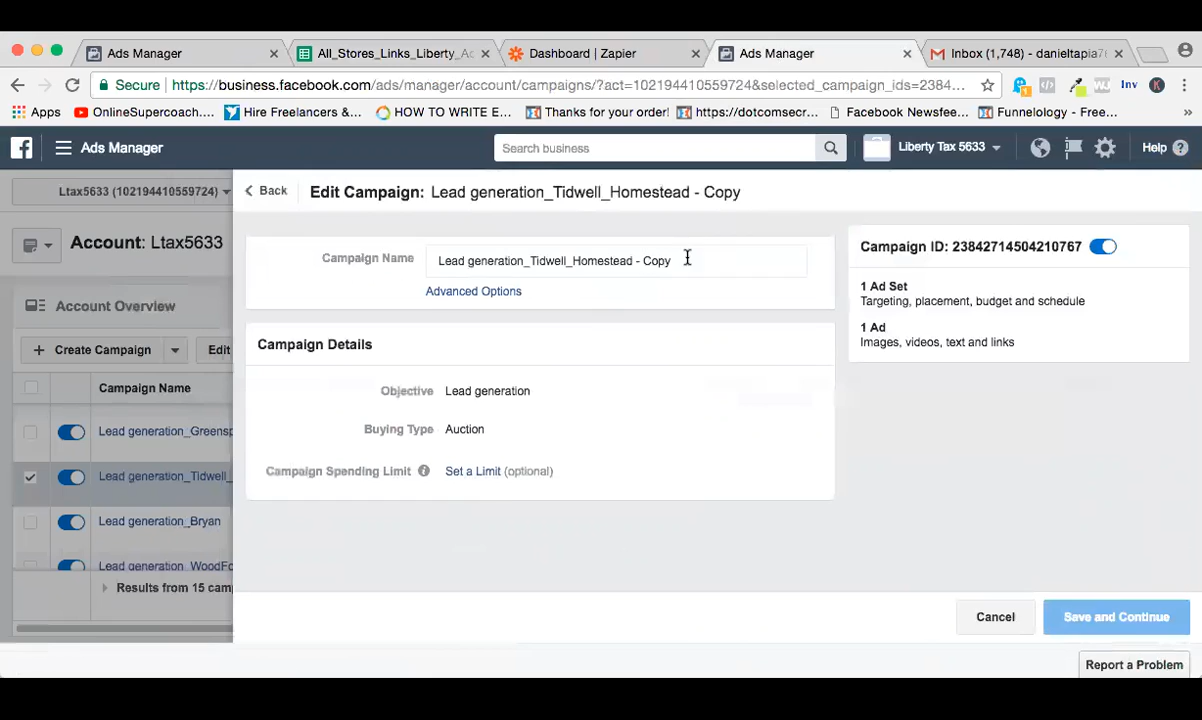 Ads Manager
All_Stores_Links_Liberty_Ac
Dashboard | Zapier
Ads Manager
Inbox (1,748) - danieltapia7
Secure
https://business.facebook.com/ads/manager/account/campaigns/?act=102194410559724&selected_campaign_ids=2384...
Inv
K
Apps
OnlineSupercoach....
Hire Freelancers &...
HOW TO WRITE E...
Thanks for your order!
https://dotcomsecr...
Facebook Newsfee...
Funnelology - Free...
»
Ads Manager
Search business
Liberty Tax 5633
Help
Ltax5633 (102194410559724)
Back
Edit Campaign: Lead generation_Tidwell_Homestead - Copy
Account: Ltax5633
Campaign Name
Lead generation_Tidwell_Homestead - Copy
Advanced Options
Campaign ID: 23842714504210767
1 Ad Set
Targeting, placement, budget and schedule
1 Ad
Images, videos, text and links
Account Overview
+ Create Campaign
Edit
Campaign Name
Lead generation_Greensp
Lead generation_Tidwell_
Lead generation_Bryan
Lead generation_WoodFo
Results from 15 camp
Campaign Details
Objective
Lead generation
Buying Type
Auction
Campaign Spending Limit
Set a Limit (optional)
Cancel
Save and Continue
Report a Problem